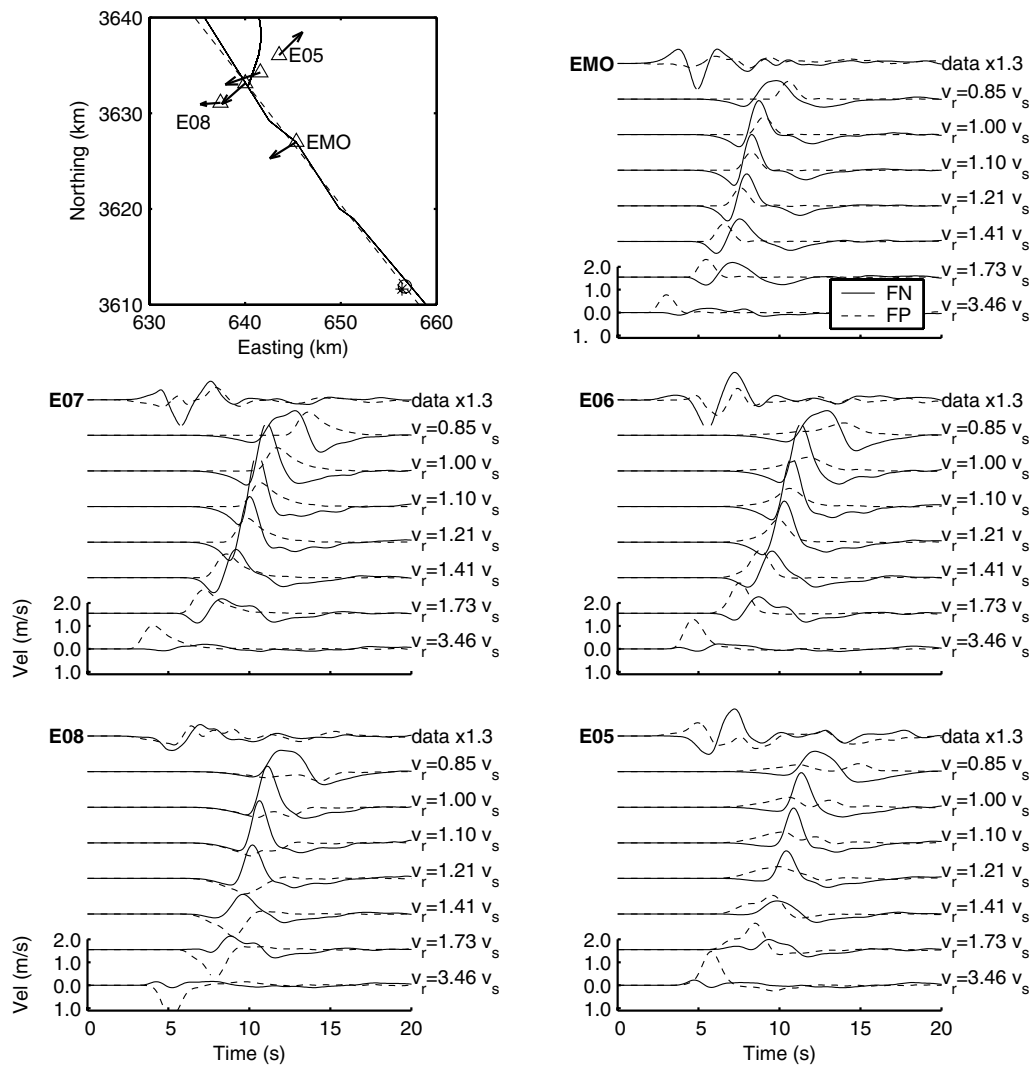 3640
3630
3620
3610
630
640
650
660
Northing (km)
Easting (km)
E05
E08
EMO
EMO
data x1.3
v_r=0.85 v_s
v_r=1.00 v_s
v_r=1.10 v_s
v_r=1.21 v_s
v_r=1.41 v_s
v_r=1.73 v_s
v_r=3.46 v_s
2.0
1.0
0.0
1. 0
FN
FP
E07
data x1.3
v_r=0.85 v_s
v_r=1.00 v_s
v_r=1.10 v_s
v_r=1.21 v_s
v_r=1.41 v_s
v_r=1.73 v_s
v_r=3.46 v_s
Vel (m/s)
2.0
1.0
0.0
1.0
E06
data x1.3
v_r=0.85 v_s
v_r=1.00 v_s
v_r=1.10 v_s
v_r=1.21 v_s
v_r=1.41 v_s
v_r=1.73 v_s
v_r=3.46 v_s
2.0
1.0
0.0
1.0
E08
data x1.3
v_r=0.85 v_s
v_r=1.00 v_s
v_r=1.10 v_s
v_r=1.21 v_s
v_r=1.41 v_s
v_r=1.73 v_s
v_r=3.46 v_s
Vel (m/s)
2.0
1.0
0.0
1.0
0 5 10 15 20
Time (s)
E05
data x1.3
v_r=0.85 v_s
v_r=1.00 v_s
v_r=1.10 v_s
v_r=1.21 v_s
v_r=1.41 v_s
v_r=1.73 v_s
v_r=3.46 v_s
2.0
1.0
0.0
1.0
0 5 10 15 20
Time (s)